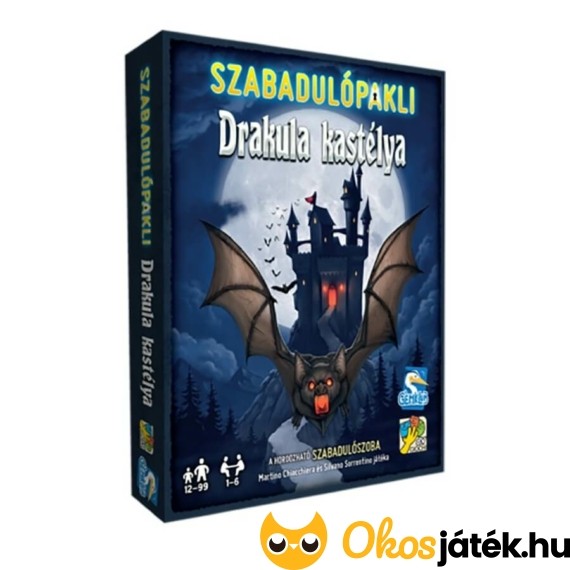 SZABADULÓPAKLI
Drakula kastélya
SZABADULÓPAKLI
Drakula kastélya
A HORDOZHATÓ SZABADULÓSZOBA
Martino Chiacchiera és Silvano Sorrentino játéka
12-99
1-6
Gémklub
Okosjáték.hu